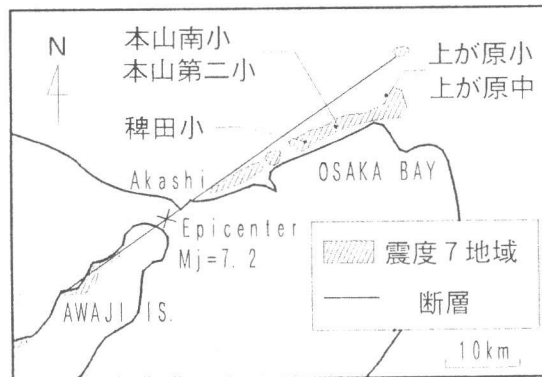 N
本山南小
本山第二小
稗田小
上が原小
上が原中
Akashi
OSAKA BAY
Epicenter
Mj=7.2
AWAJI IS.
震度7地域
断層
10km